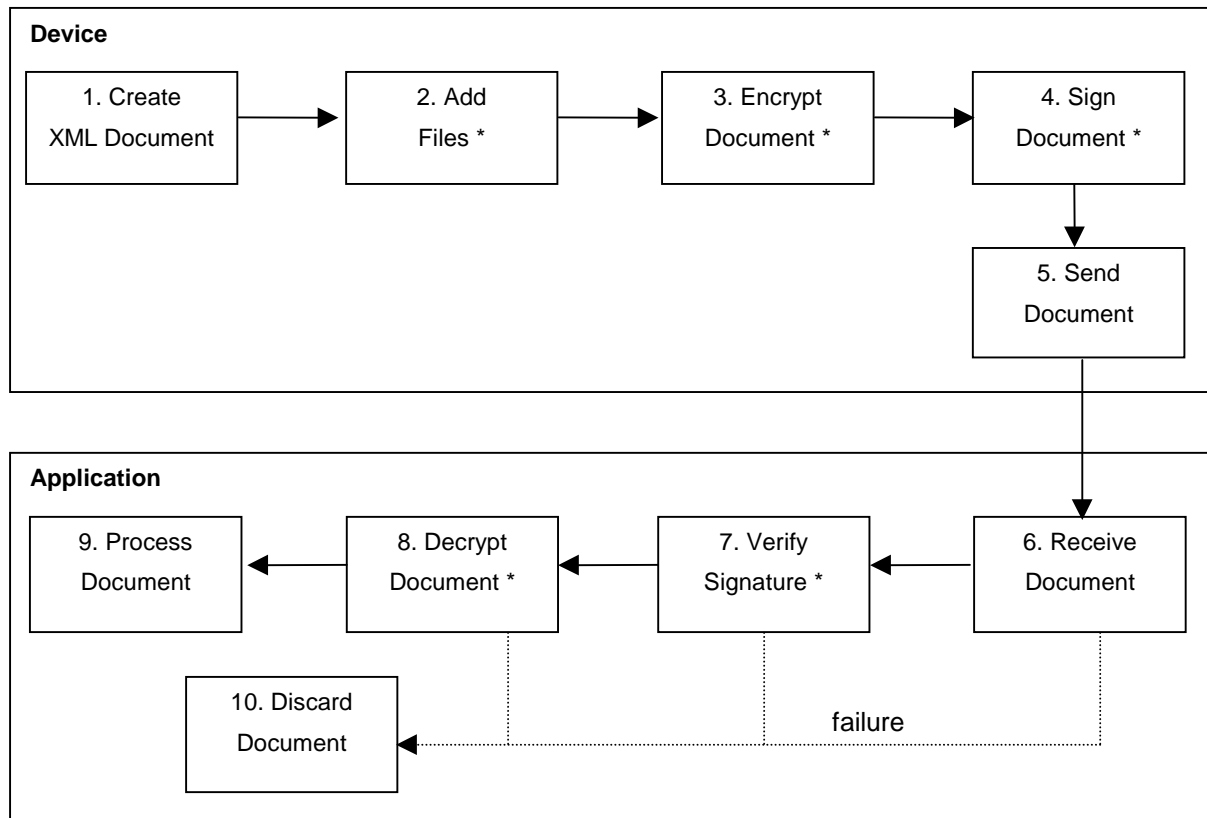 Device
1. Create
XML Document
2. Add
Files *
3. Encrypt
Document *
4. Sign
Document *
5. Send
Document
Application
9. Process
Document
8. Decrypt
Document *
7. Verify
Signature *
6. Receive
Document
10. Discard
Document
failure